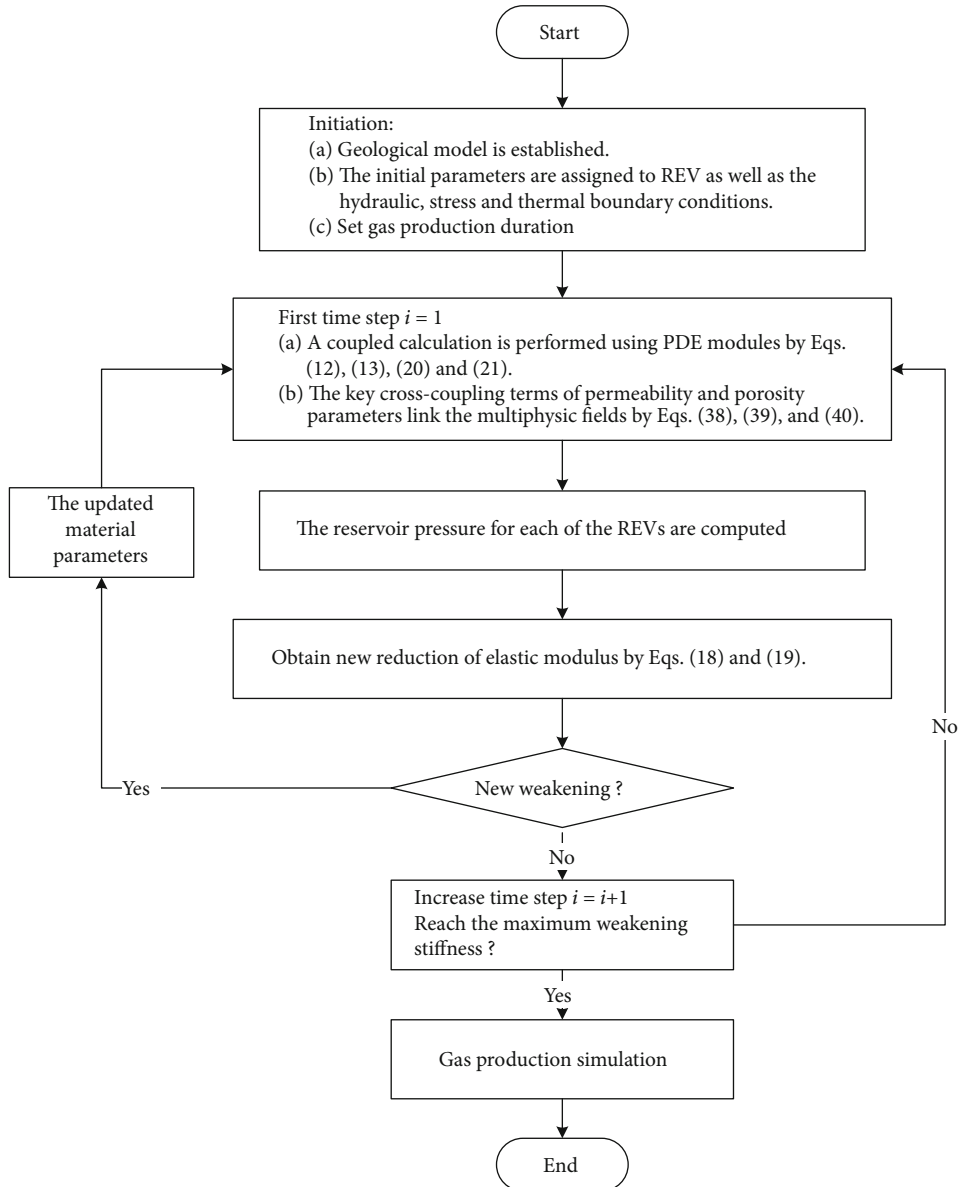 Start
Initiation:
(a) Geological model is established.
(b) The initial parameters are assigned to REV as well as the
hydraulic, stress and thermal boundary conditions.
(c) Set gas production duration
First time step i = 1
(a) A coupled calculation is performed using PDE modules by Eqs.
(12), (13), (20) and (21).
(b) The key cross-coupling terms of permeability and porosity
parameters link the multiphysic fields by Eqs. (38), (39), and (40).
The updated
material
parameters
The reservoir pressure for each of the REVs are computed
Obtain new reduction of elastic modulus by Eqs. (18) and (19).
No
Yes
New weakening ?
No
Increase time step i = i+1
Reach the maximum weakening
stiffness ?
Yes
Gas production simulation
End